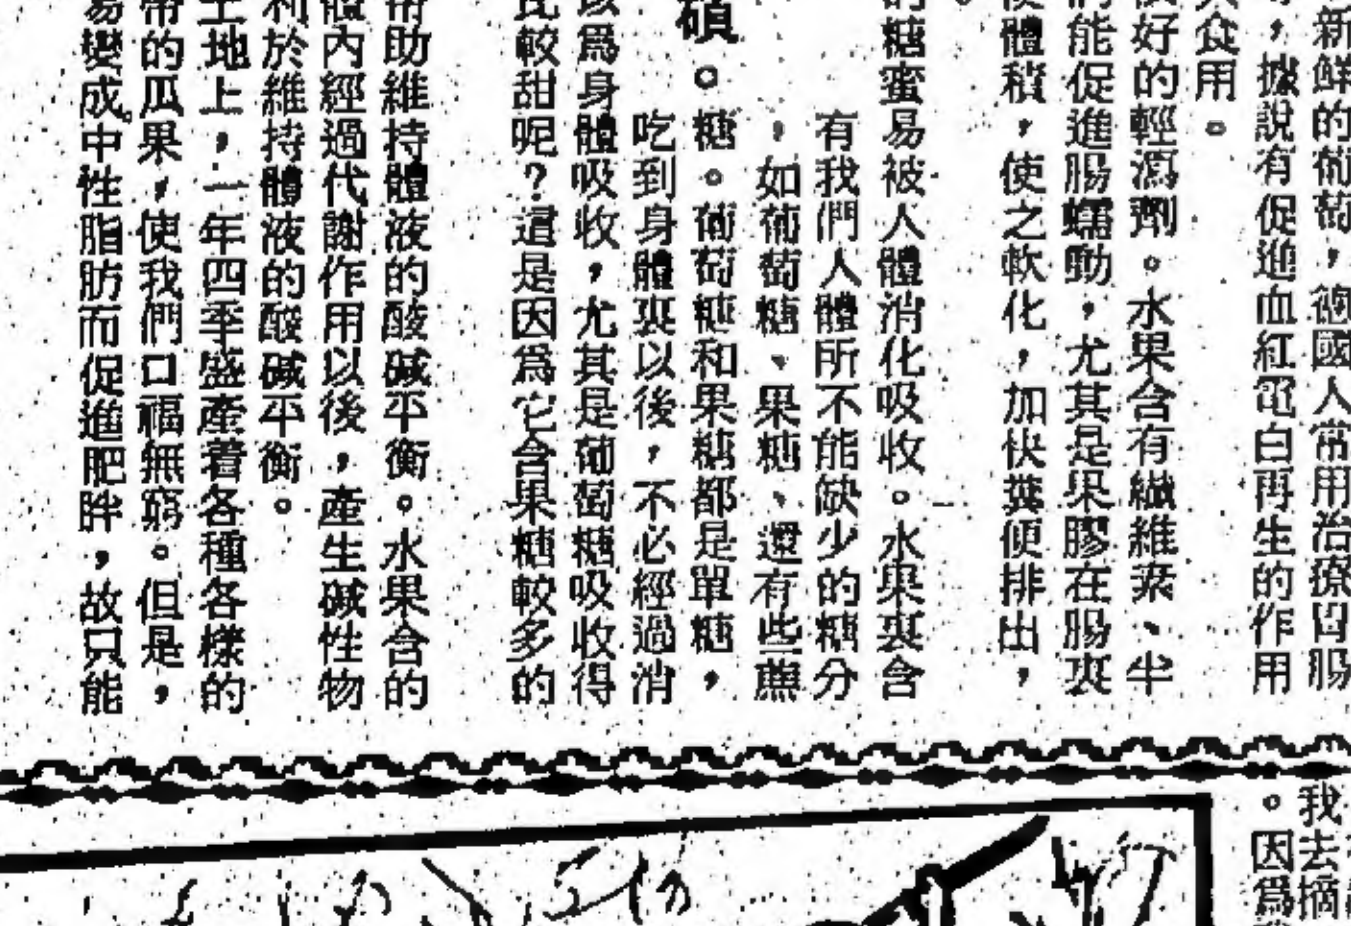 新鮮的葡萄，德國人常用治療胃腸
，據說有促進血紅蛋白再生的作用
食用。
好的輕瀉劑。水果含有纖維素、半
能促進腸蠕動，尤其是果膠在腸裏
便體積，使之軟化，加快糞便排出，
的糖蜜易被人體消化吸收。水果裏含
有我們人體所不能缺少的糖分
，如葡萄糖、果糖、還有些蔗
糖。葡萄糖和果糖都是單糖，
碩。
吃到身體裏以後，不必經過消
該爲身體吸收，尤其是葡萄糖吸收得
比較甜呢？這是因爲它含果糖較多的
幫助維持體液的酸碱平衡。水果含的
體內經過代謝作用以後，產生碱性物
利於維持體液的酸碱平衡。
土地上，一年四季盛產着各種各樣的
帶的瓜果，使我們口福無窮。但是，
易變成中性脂肪而促進肥胖，故只能
我去摘
。因爲